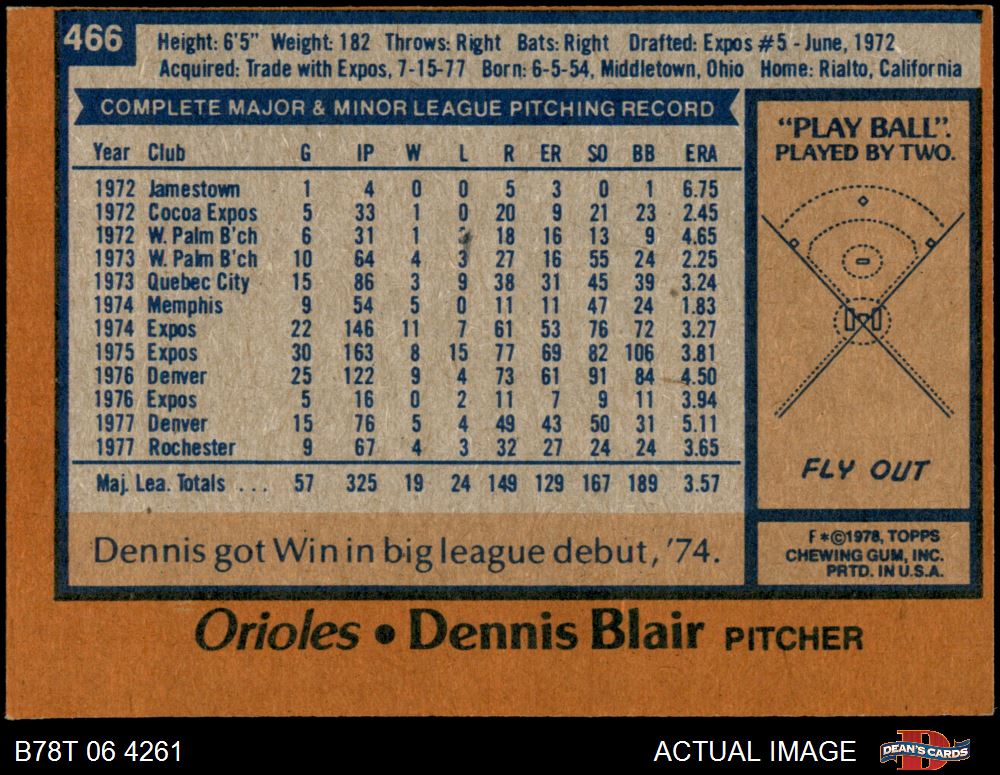 466
Height: 6'5" Weight: 182 Throws: Right Bats: Right Drafted: Expos #5 - June, 1972
Acquired: Trade with Expos, 7-15-77 Born: 6-5-54, Middletown, Ohio Home: Rialto, California
COMPLETE MAJOR & MINOR LEAGUE PITCHING RECORD
Year Club G IP W L R ER SO BB ERA
1972 Jamestown 1 4 0 0 5 3 0 1 6.75
1972 Cocoa Expos 5 33 1 0 20 9 21 23 2.45
1972 W. Palm B'ch 6 31 1 18 16 13 9 4.65
1973 W. Palm B'ch 10 64 4 3 27 16 55 24 2.25
1973 Quebec City 15 86 3 9 38 31 45 39 3.24
1974 Memphis 9 54 5 0 11 11 47 24 1.83
1974 Expos 22 146 11 7 61 53 76 72 3.27
1975 Expos 30 163 8 15 77 69 82 106 3.81
1976 Denver 25 122 9 4 73 61 91 84 4.50
1976 Expos 5 16 0 2 11 7 9 11 3.94
1977 Denver 15 76 5 4 49 43 50 31 5.11
1977 Rochester 9 67 4 3 32 27 24 24 3.65
Maj. Lea. Totals ... 57 325 19 24 149 129 167 189 3.57
Dennis got Win in big league debut, '74.
"PLAY BALL".
PLAYED BY TWO.
FLY OUT
F*©1978, TOPPS
CHEWING GUM, INC.
PRTD. IN U.S.A.
Orioles • Dennis Blair PITCHER
B78T 06 4261
ACTUAL IMAGE
DEAN'S CARDS